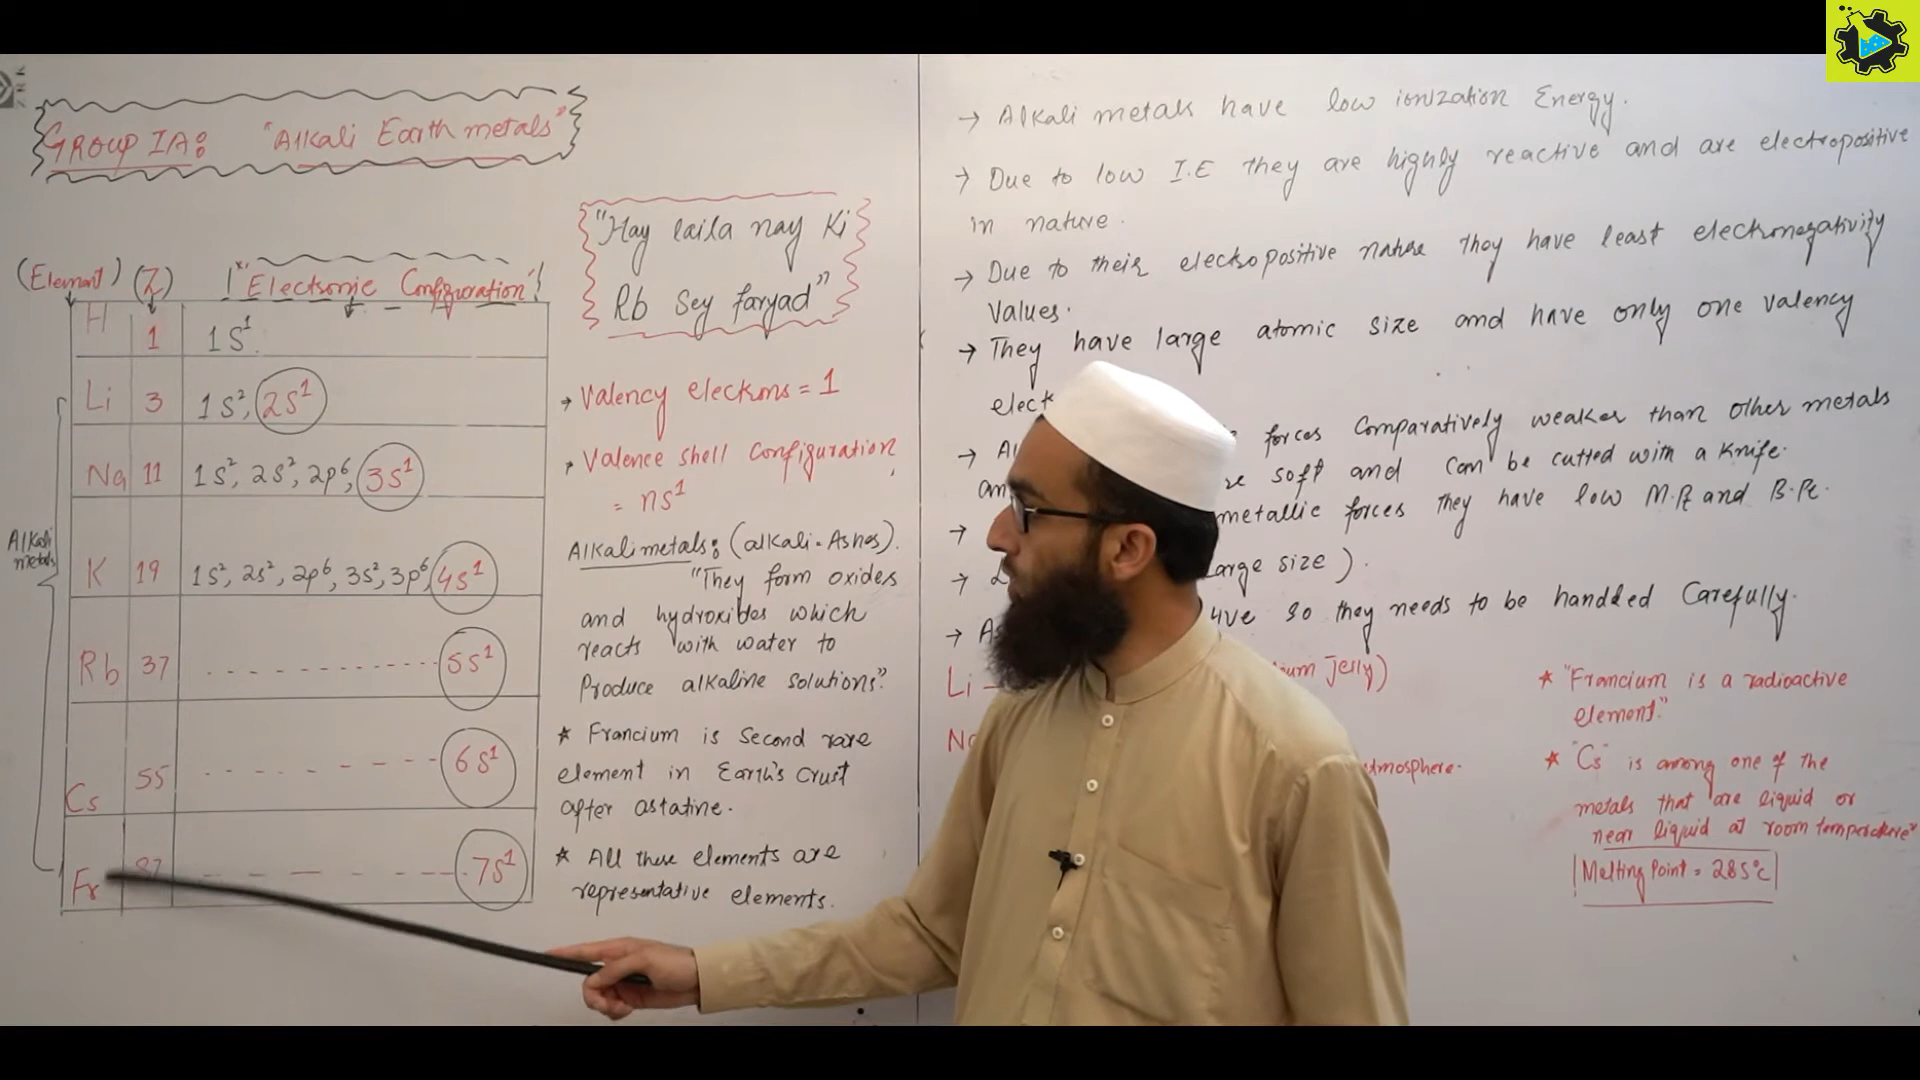 GROUP IA: "Alkali Earth metals"
(Element) (Z) "Electronic Configuration"
H 1 1S¹
Li 3 1S², 2S¹
Na 11 1S², 2S², 2p⁶, 3S¹
K 19 1S², 2S², 2p⁶, 3S², 3p⁶, 4S¹
Rb 37 - - - - - - - - - - - 5S¹
Cs 55 - - - - - - - - 6S¹
Fr 87 - - - - - - - 7S¹
Alkali
metals
"Hay laila nay Ki
Rb Sey faryad"
→ Valency electrons = 1
→ Valence shell Configuration
= ns¹
Alkali metals: (alkali - Ashes).
"They form oxides
and hydroxides which
reacts with water to
Produce alkaline solutions".
* Francium is Second rare
element in Earth's Crust
after astatine.
* All these elements are
representative elements.
→ Alkali metals have low ionization Energy.
→ Due to low I.E they are highly reactive and are electropositive
in nature.
→ Due to their electropositive nature they have least electronegativity
Values.
→ They have large atomic size and have only one valency
elect
→ Al forces Comparatively weaker than other metals
an soft and Can be cutted with a Knife.
→ metallic forces they have low M.Pt and B.Pt.
→ L large size ).
→ As so they needs to be handded Carefully.
Li Jelly)
Na atmosphere.
* "Francium is a radioactive
element."
* "Cs" is among one of the
metals that are liquid or
near liquid at room temperature"
Melting Point = 28.5°C